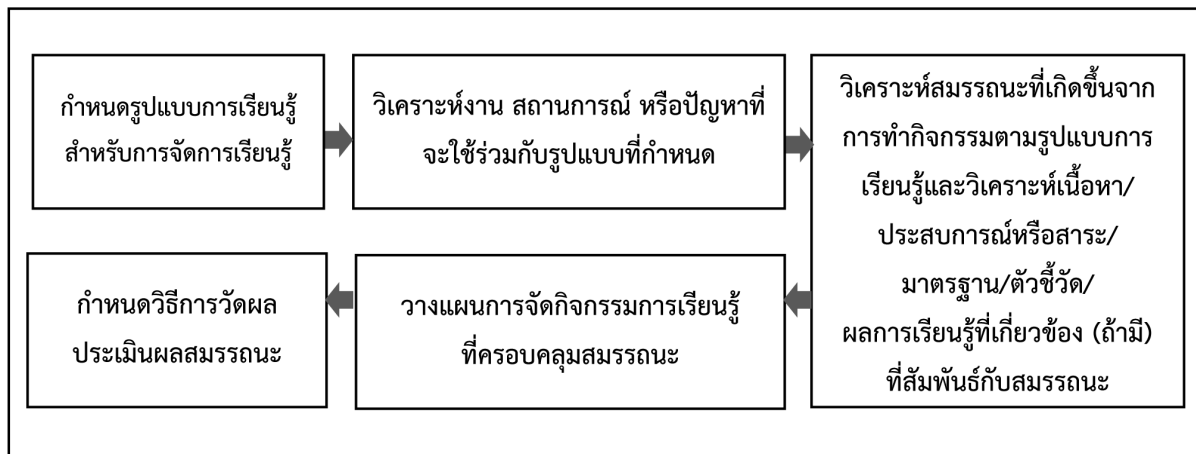 กำหนดรูปแบบการเรียนรู้
สำหรับการจัดการเรียนรู้
วิเคราะห์งาน สถานการณ์ หรือปัญหาที่
จะใช้ร่วมกับรูปแบบที่กำหนด
วิเคราะห์สมรรถนะที่เกิดขึ้นจาก
การทำกิจกรรมตามรูปแบบการ
เรียนรู้และวิเคราะห์เนื้อหา/
ประสบการณ์หรือสาระ/
มาตรฐาน/ตัวชี้วัด/
ผลการเรียนรู้ที่เกี่ยวข้อง (ถ้ามี)
ที่สัมพันธ์กับสมรรถนะ
วางแผนการจัดกิจกรรมการเรียนรู้
ที่ครอบคลุมสมรรถนะ
กำหนดวิธีการวัดผล
ประเมินผลสมรรถนะ